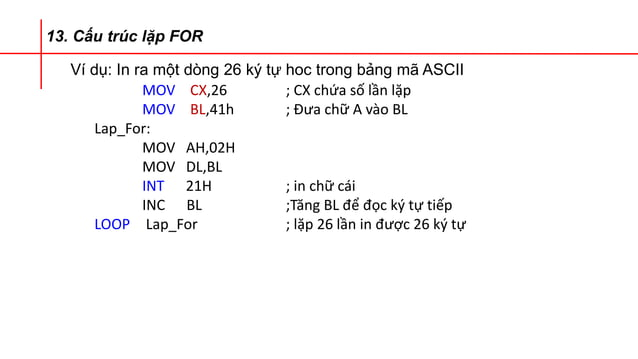 13. Cấu trúc lặp FOR
Ví dụ: In ra một dòng 26 ký tự hoc trong bảng mã ASCII
MOV CX,26 ; CX chứa số lần lặp
MOV BL,41h ; Đưa chữ A vào BL
Lap_For:
MOV AH,02H
MOV DL,BL
INT 21H ; in chữ cái
INC BL ;Tăng BL để đọc ký tự tiếp
LOOP Lap_For ; lặp 26 lần in được 26 ký tự